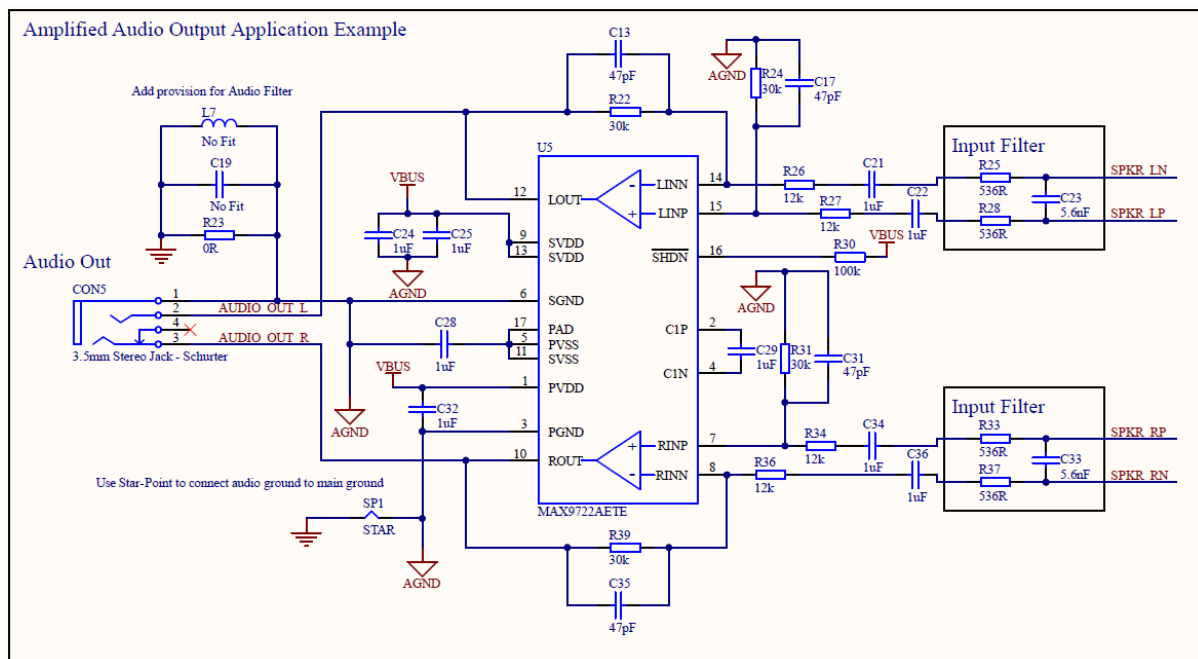 Amplified Audio Output Application Example
Add provision for Audio Filter
L7
No Fit
C19
No Fit
R23
0R
Audio Out
CON5
1
2
4
3
AUDIO_OUT_L
AUDIO_OUT_R
3.5mm Stereo Jack - Schurter
Use Star-Point to connect audio ground to main ground
SP1
STAR
AGND
AGND
VBUS
C24
1uF
C25
1uF
AGND
C28
1uF
VBUS
C32
1uF
C13
47pF
R22
30k
U5
12 LOUT
9 SVDD
13 SVDD
6 SGND
17 PAD
5 PVSS
11 SVSS
1 PVDD
3 PGND
10 ROUT
LINN 14
LINP 15
SHDN 16
C1P 2
C1N 4
RINP 7
RINN 8
MAX9722AETE
R39
30k
C35
47pF
AGND
R24
30k
C17
47pF
R26
12k
C21
1uF
R27
12k
C22
1uF
R30
100k
VBUS
AGND
C29
1uF
R31
30k
C31
47pF
R34
12k
C34
1uF
R36
12k
C36
1uF
Input Filter
R25
536R
R28
536R
C23
5.6nF
SPKR_LN
SPKR_LP
Input Filter
R33
536R
R37
536R
C33
5.6nF
SPKR_RP
SPKR_RN